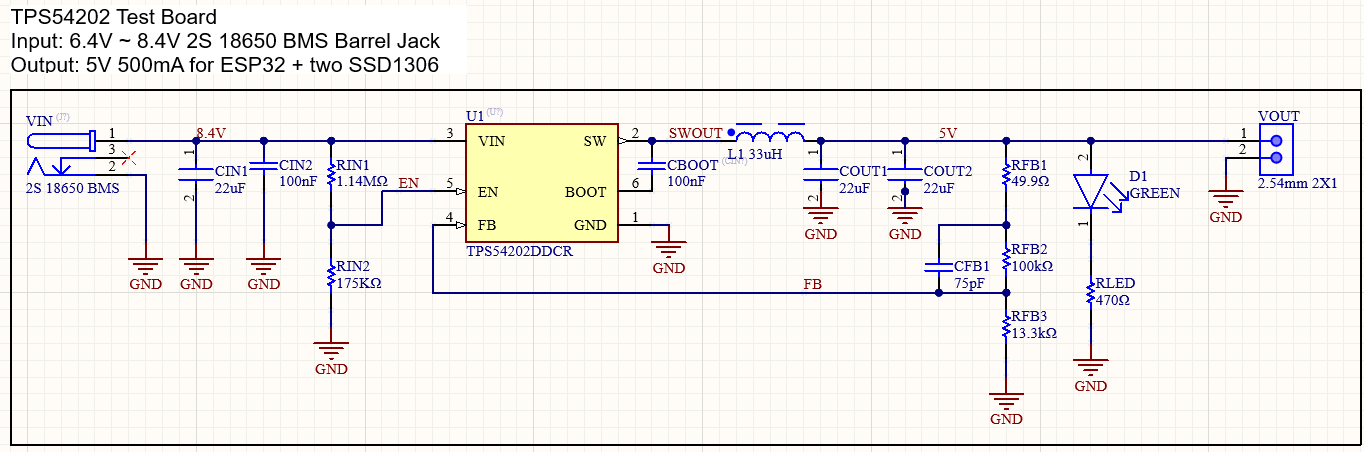 TPS54202 Test Board
Input: 6.4V ~ 8.4V 2S 18650 BMS Barrel Jack
Output: 5V 500mA for ESP32 + two SSD1306
VIN (J?)
1
3
2
2S 18650 BMS
GND
8.4V
1
CIN1
22uF
2
GND
CIN2
100nF
GND
RIN1
1.14MΩ
EN
RIN2
175KΩ
GND
U1 (U?)
3 VIN SW 2
5 EN BOOT 6
4 FB GND 1
TPS54202DDCR
GND
SWOUT
CBOOT
100nF
L1 33uH
1
COUT1
22uF
2
GND
1
COUT2
22uF
2
GND
5V
RFB1
49.9Ω
CFB1
75pF
FB
RFB2
100kΩ
RFB3
13.3kΩ
GND
2
D1
GREEN
1
RLED
470Ω
GND
VOUT
1
2
2.54mm 2X1
GND